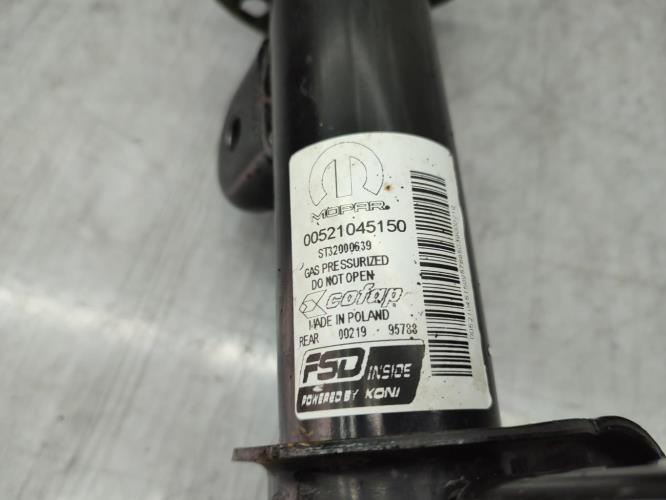 MOPAR
00521045150
ST32000639
GAS PRESSURIZED
DO NOT OPEN
cofap
MADE IN POLAND
REAR 00219 95788
FSD INSIDE
POWERED BY KONI